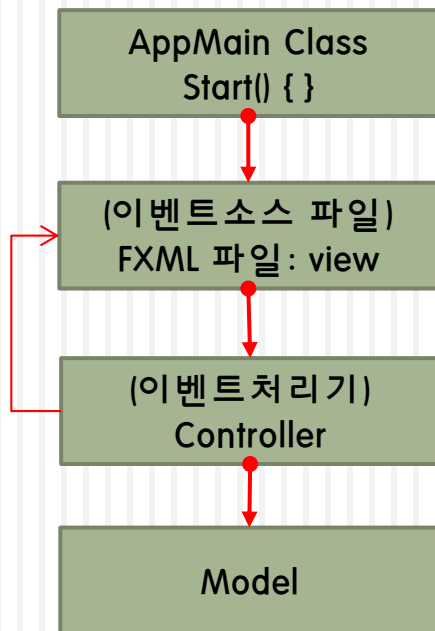 AppMain Class
Start() { }
(이벤트소스 파일)
FXML 파일: view
(이벤트처리기)
Controller
Model